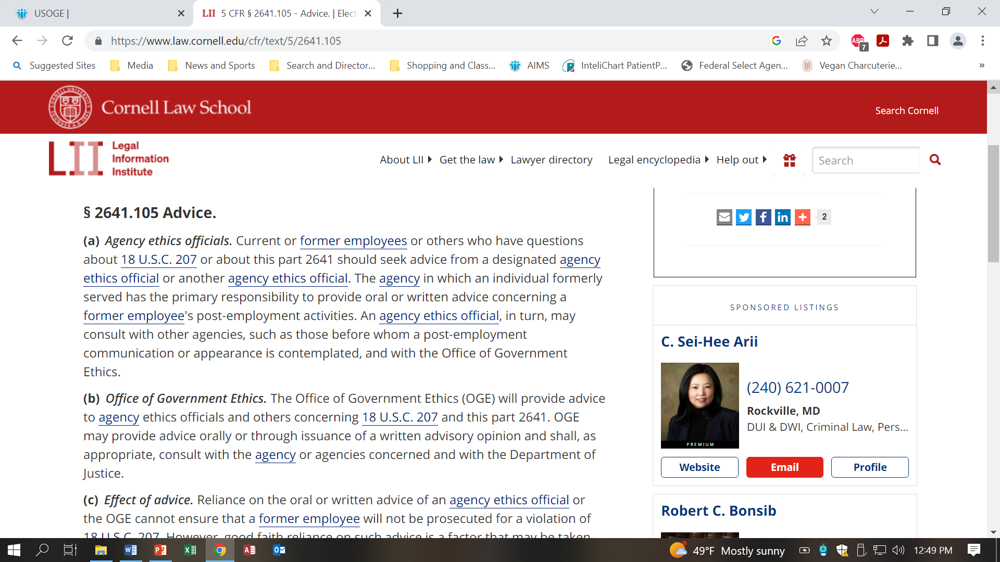 USOGE |
LII 5 CFR § 2641.105 - Advice. | Elect
https://www.law.cornell.edu/cfr/text/5/2641.105
ABP 7
Suggested Sites Media News and Sports Search and Director... Shopping and Class... AIMS InteliChart PatientP... Federal Select Agen... Vegan Charcuterie... »
Cornell Law School
Search Cornell
LII Legal
Information
Institute
About LII Get the law Lawyer directory Legal encyclopedia Help out Search
§ 2641.105 Advice.
(a) Agency ethics officials. Current or former employees or others who have questions
about 18 U.S.C. 207 or about this part 2641 should seek advice from a designated agency
ethics official or another agency ethics official. The agency in which an individual formerly
served has the primary responsibility to provide oral or written advice concerning a
former employee's post-employment activities. An agency ethics official, in turn, may
consult with other agencies, such as those before whom a post-employment
communication or appearance is contemplated, and with the Office of Government
Ethics.
(b) Office of Government Ethics. The Office of Government Ethics (OGE) will provide advice
to agency ethics officials and others concerning 18 U.S.C. 207 and this part 2641. OGE
may provide advice orally or through issuance of a written advisory opinion and shall, as
appropriate, consult with the agency or agencies concerned and with the Department of
Justice.
(c) Effect of advice. Reliance on the oral or written advice of an agency ethics official or
the OGE cannot ensure that a former employee will not be prosecuted for a violation of
18 U.S.C. 207. However, good faith reliance on such advice is a factor that may be taken
2
SPONSORED LISTINGS
C. Sei-Hee Arii
PREMIUM
(240) 621-0007
Rockville, MD
DUI & DWI, Criminal Law, Pers...
Website Email Profile
Robert C. Bonsib
49°F Mostly sunny
12:49 PM